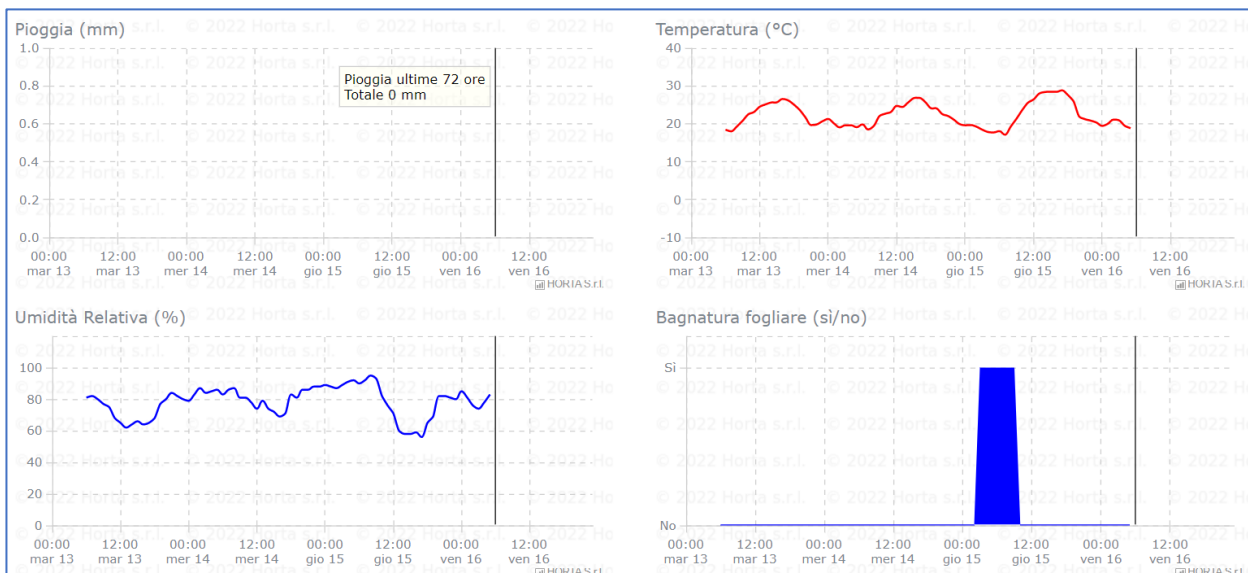 Pioggia (mm)
1.0
0.8
0.6
0.4
0.2
0.0
Pioggia ultime 72 ore
Totale 0 mm
00:00 12:00 00:00 12:00 00:00 12:00 00:00 12:00
mar 13 mar 13 mer 14 mer 14 gio 15 gio 15 ven 16 ven 16
HORTA S.r.l.
Temperatura (°C)
40
30
20
10
0
-10
00:00 12:00 00:00 12:00 00:00 12:00 00:00 12:00
mar 13 mar 13 mer 14 mer 14 gio 15 gio 15 ven 16 ven 16
HORTA S.r.l.
Umidità Relativa (%)
100
80
60
40
20
0
00:00 12:00 00:00 12:00 00:00 12:00 00:00 12:00
mar 13 mar 13 mer 14 mer 14 gio 15 gio 15 ven 16 ven 16
HORTA S.r.l.
Bagnatura fogliare (sì/no)
Si
No
00:00 12:00 00:00 12:00 00:00 12:00 00:00 12:00
mar 13 mar 13 mer 14 mer 14 gio 15 gio 15 ven 16 ven 16
HORTA S.r.l.
© 2022 Horta s.r.l.